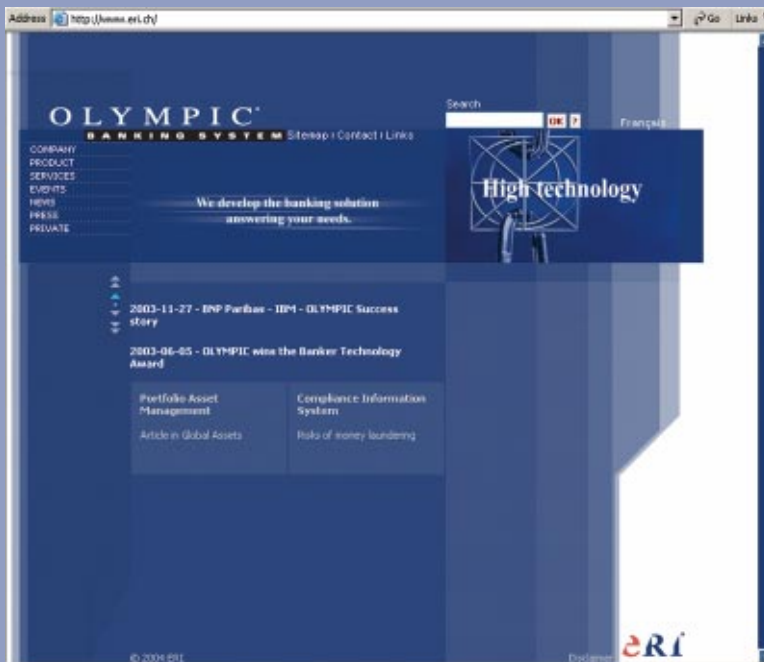 Address http://www.eri.ch/ Go Links
Search
OLYMPIC
BANKING SYSTEM Sitemap Contact Links
OK ? Français
COMPANY
PRODUCT
SERVICES
EVENTS
NEWS
PRESS
PRIVATE
We develop the banking solution
answering your needs.
High technology
2003-11-27 - BNP Paribas - IBM - OLYMPIC Success
story
2003-06-05 - OLYMPIC wins the Banker Technology
Award
Portfolio Asset
Management
Article in Global Assets
Compliance Information
System
Risks of money laundering
© 2004 ERI
Disclaimer
eRI